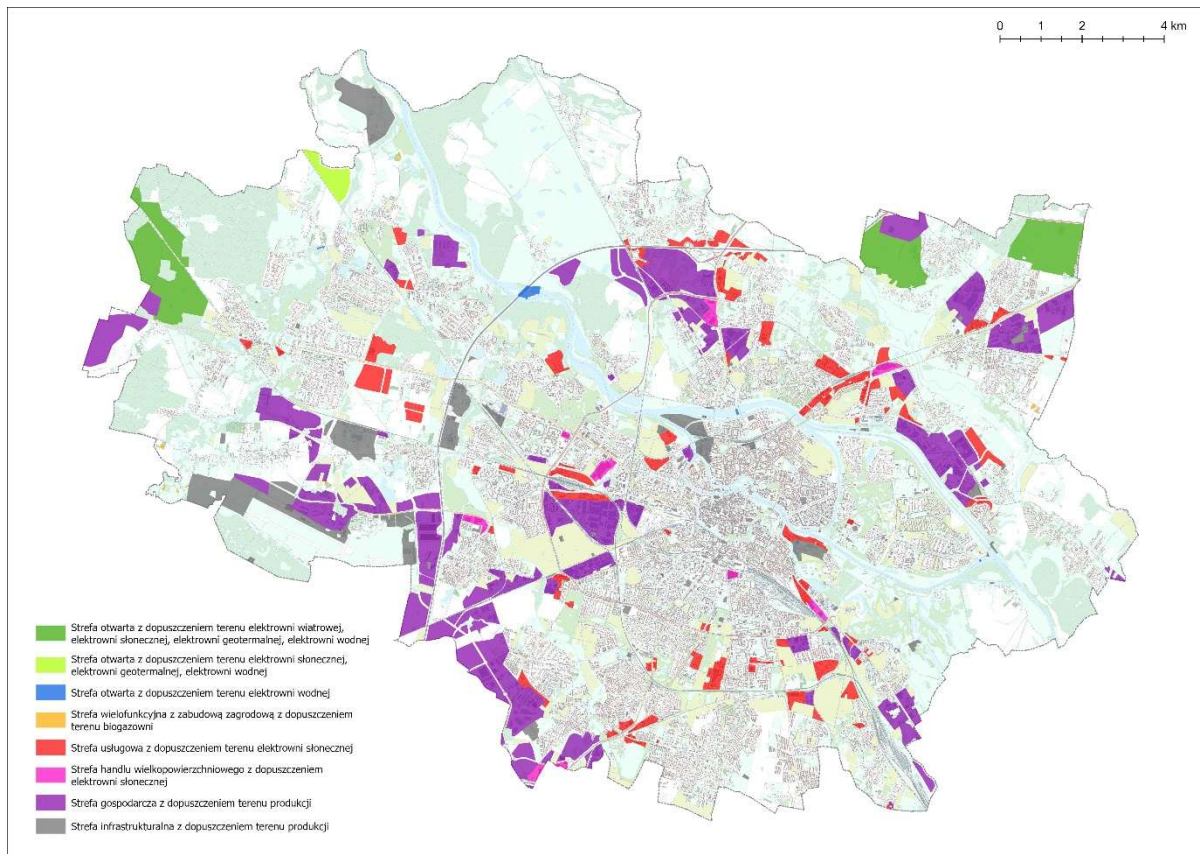 0 1 2 4 km
Strefa otwarta z dopuszczeniem terenu elektrowni wiatrowej,
elektrowni słonecznej, elektrowni geotermalnej, elektrowni wodnej
Strefa otwarta z dopuszczeniem terenu elektrowni słonecznej,
elektrowni geotermalnej, elektrowni wodnej
Strefa otwarta z dopuszczeniem terenu elektrowni wodnej
Strefa wielofunkcyjna z zabudową zagrodową z dopuszczeniem
terenu biogazowni
Strefa usługowa z dopuszczeniem terenu elektrowni słonecznej
Strefa handlu wielkopowierzchniowego z dopuszczeniem
elektrowni słonecznej
Strefa gospodarcza z dopuszczeniem terenu produkcji
Strefa infrastrukturalna z dopuszczeniem terenu produkcji